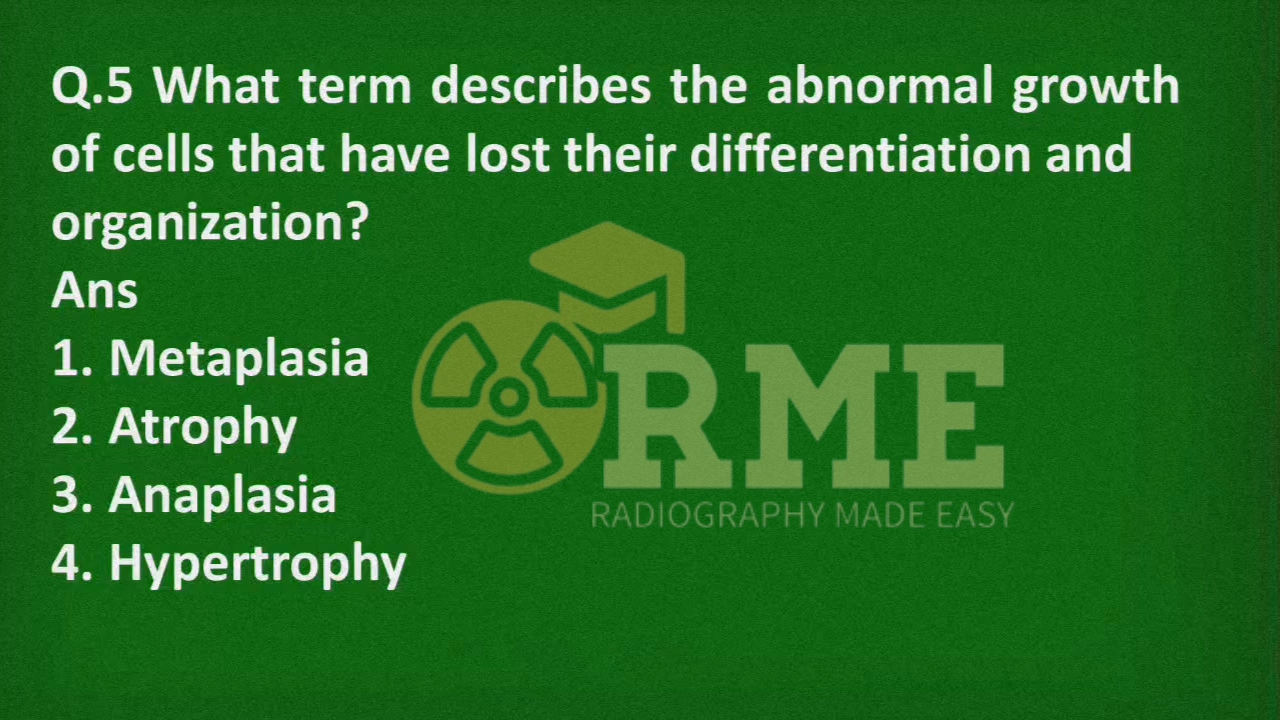 Q.5 What term describes the abnormal growth
of cells that have lost their differentiation and
organization?
Ans
1. Metaplasia
2. Atrophy
3. Anaplasia
4. Hypertrophy
RME
RADIOGRAPHY MADE EASY